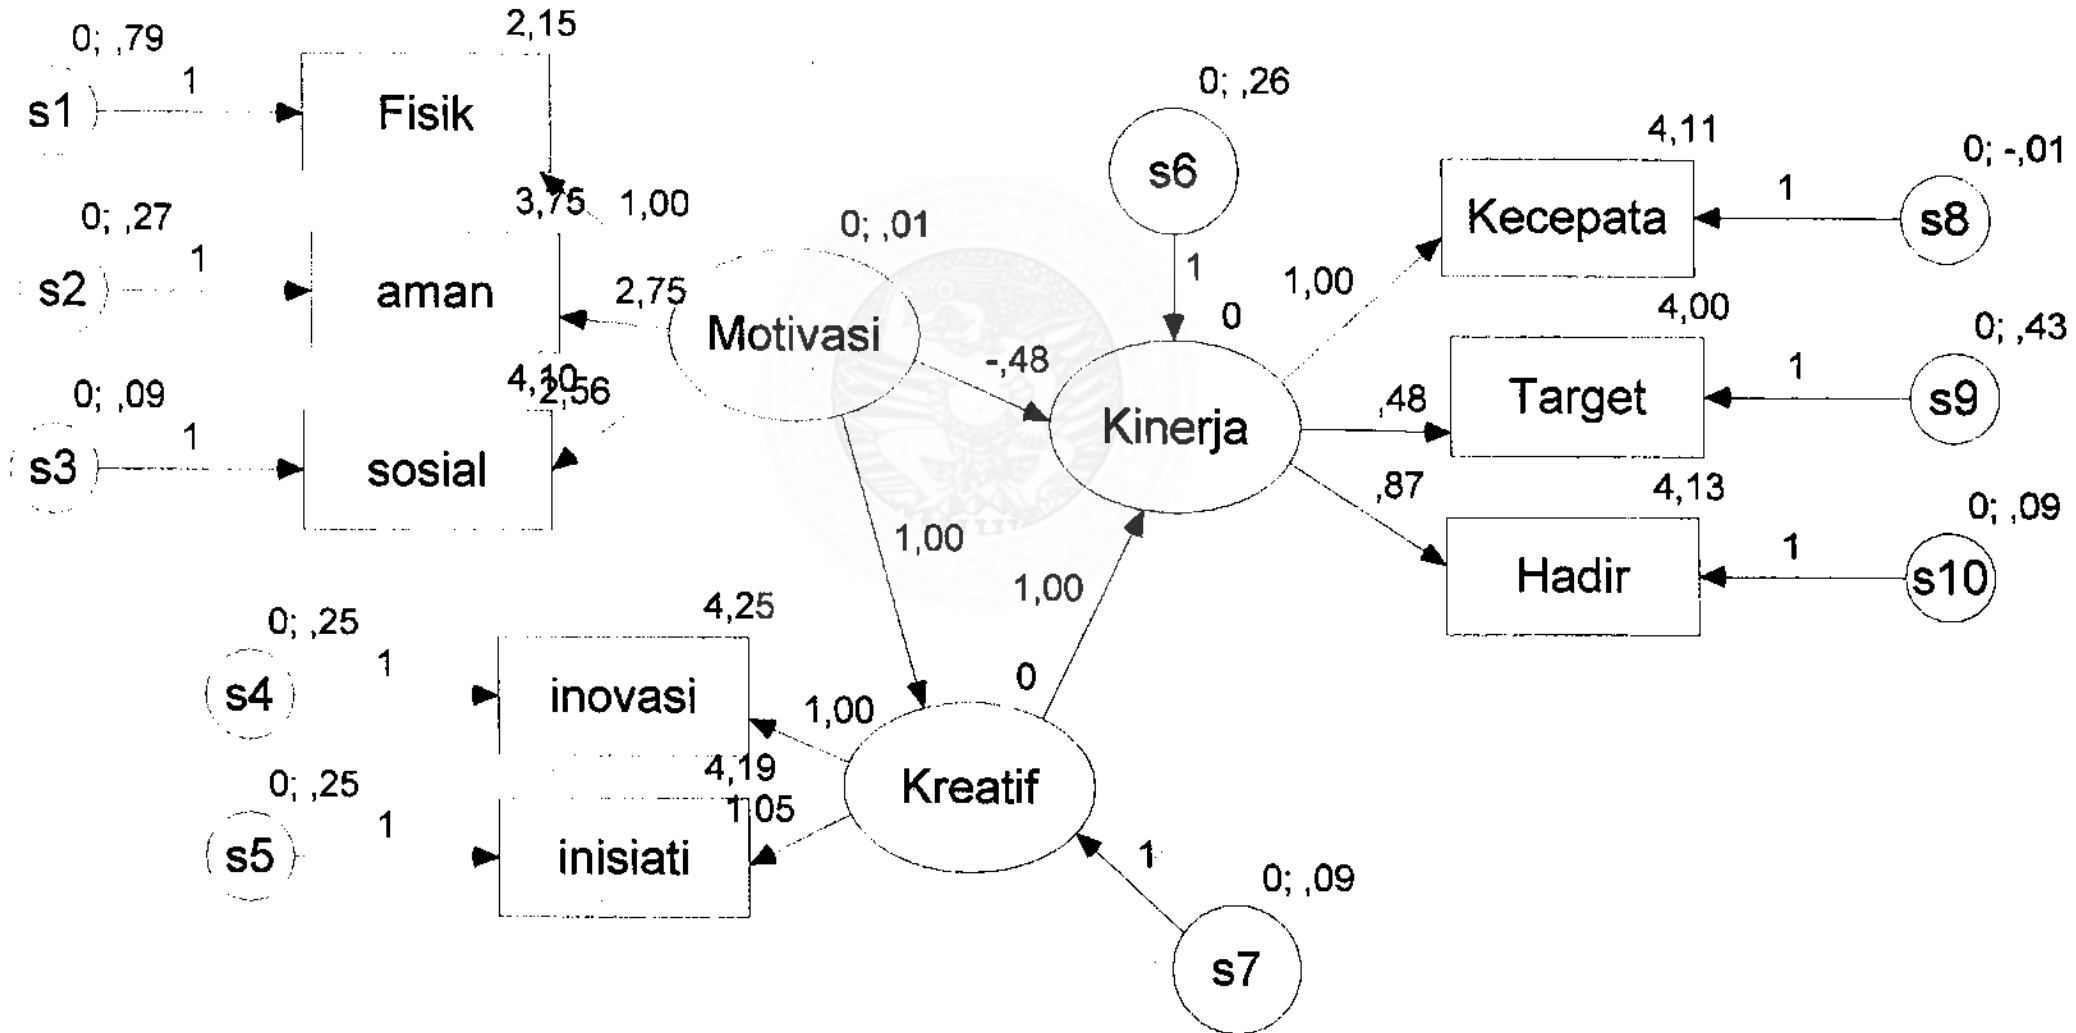 2,15
0; ,79
1
s1
Fisik
0; ,26
s6
4,11
0; -,01
1
Kecepata
s8
3,75
1,00
0; ,27
1
s2
aman
2,75
0; ,01
Motivasi
1
0
1,00
4,00
0; ,43
1
Target
s9
-,48
Kinerja
,48
4,10
2,56
0; ,09
1
s3
sosial
,87
4,13
0; ,09
1
Hadir
s10
1,00
1,00
4,25
0; ,25
1
s4
inovasi
1,00
0
4,19
1,05
0; ,25
1
s5
inisiati
Kreatif
1
0; ,09
s7